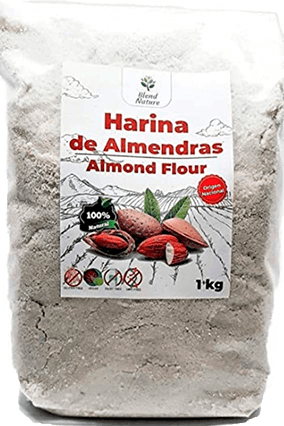 Blend
Nature
Harina
de Almendras
Almond Flour
Origen
Nacional
100%
Natural
1 kg